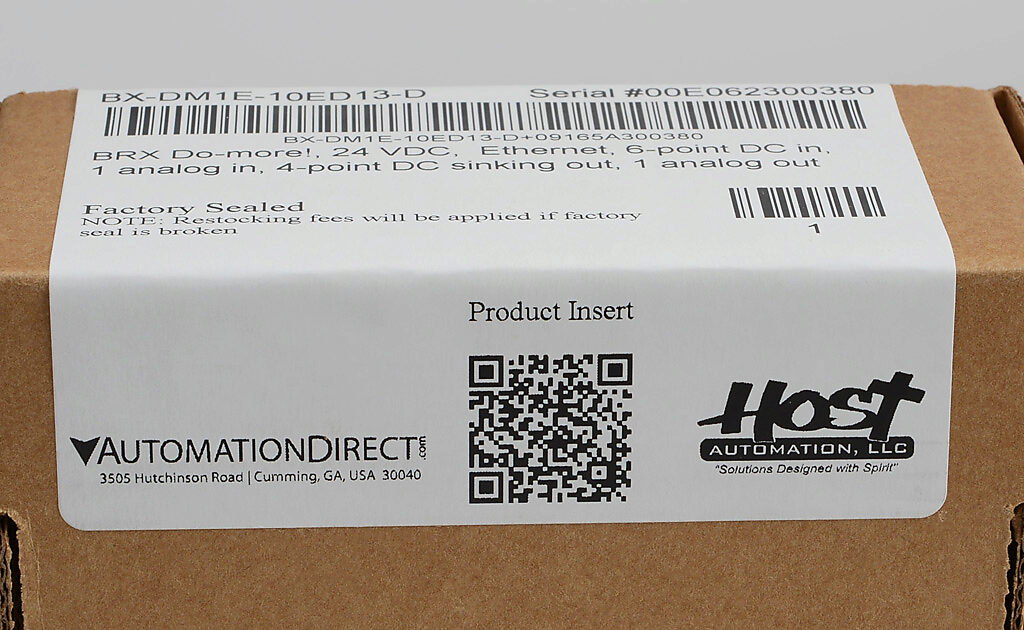 BX-DM1E-10ED13-D Serial #00E062300380
BX-DM1E-10ED13-D+09165A300380
BRX Do-more!, 24 VDC, Ethernet, 6-point DC in,
1 analog in, 4-point DC sinking out, 1 analog out
Factory Sealed
NOTE: Restocking fees will be applied if factory
seal is broken
1
Product Insert
AUTOMATIONDIRECT.com
3505 Hutchinson Road | Cumming, GA, USA 30040
HOST
AUTOMATION, LLC
"Solutions Designed with Spirit"